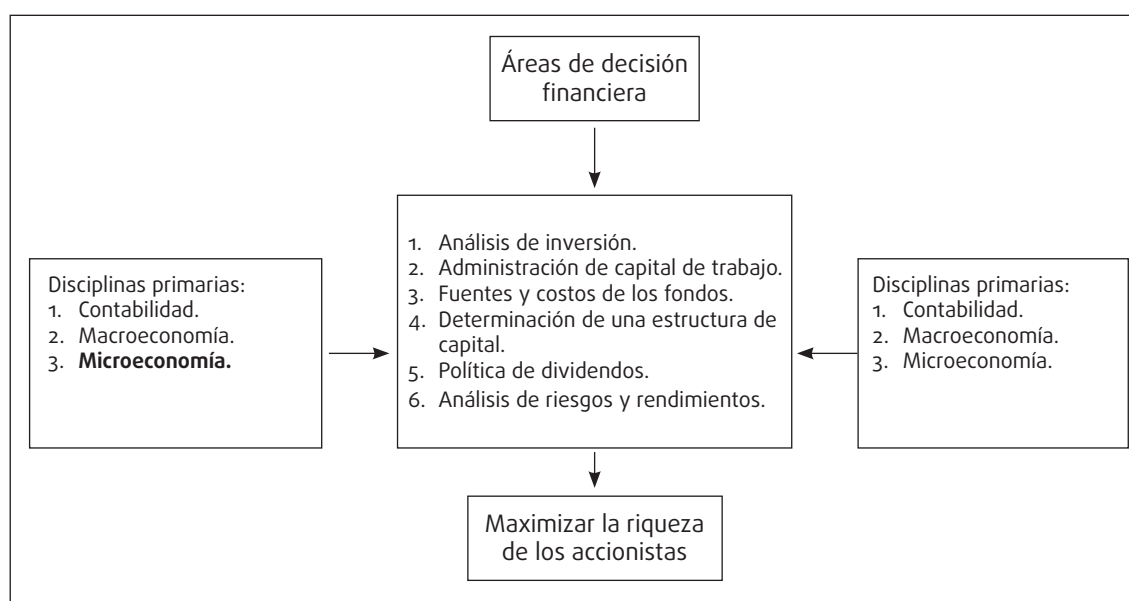 Áreas de decisión
financiera
Disciplinas primarias:
1. Contabilidad.
2. Macroeconomía.
3. Microeconomía.
1. Análisis de inversión.
2. Administración de capital de trabajo.
3. Fuentes y costos de los fondos.
4. Determinación de una estructura de
capital.
5. Política de dividendos.
6. Análisis de riesgos y rendimientos.
Disciplinas primarias:
1. Contabilidad.
2. Macroeconomía.
3. Microeconomía.
Maximizar la riqueza
de los accionistas